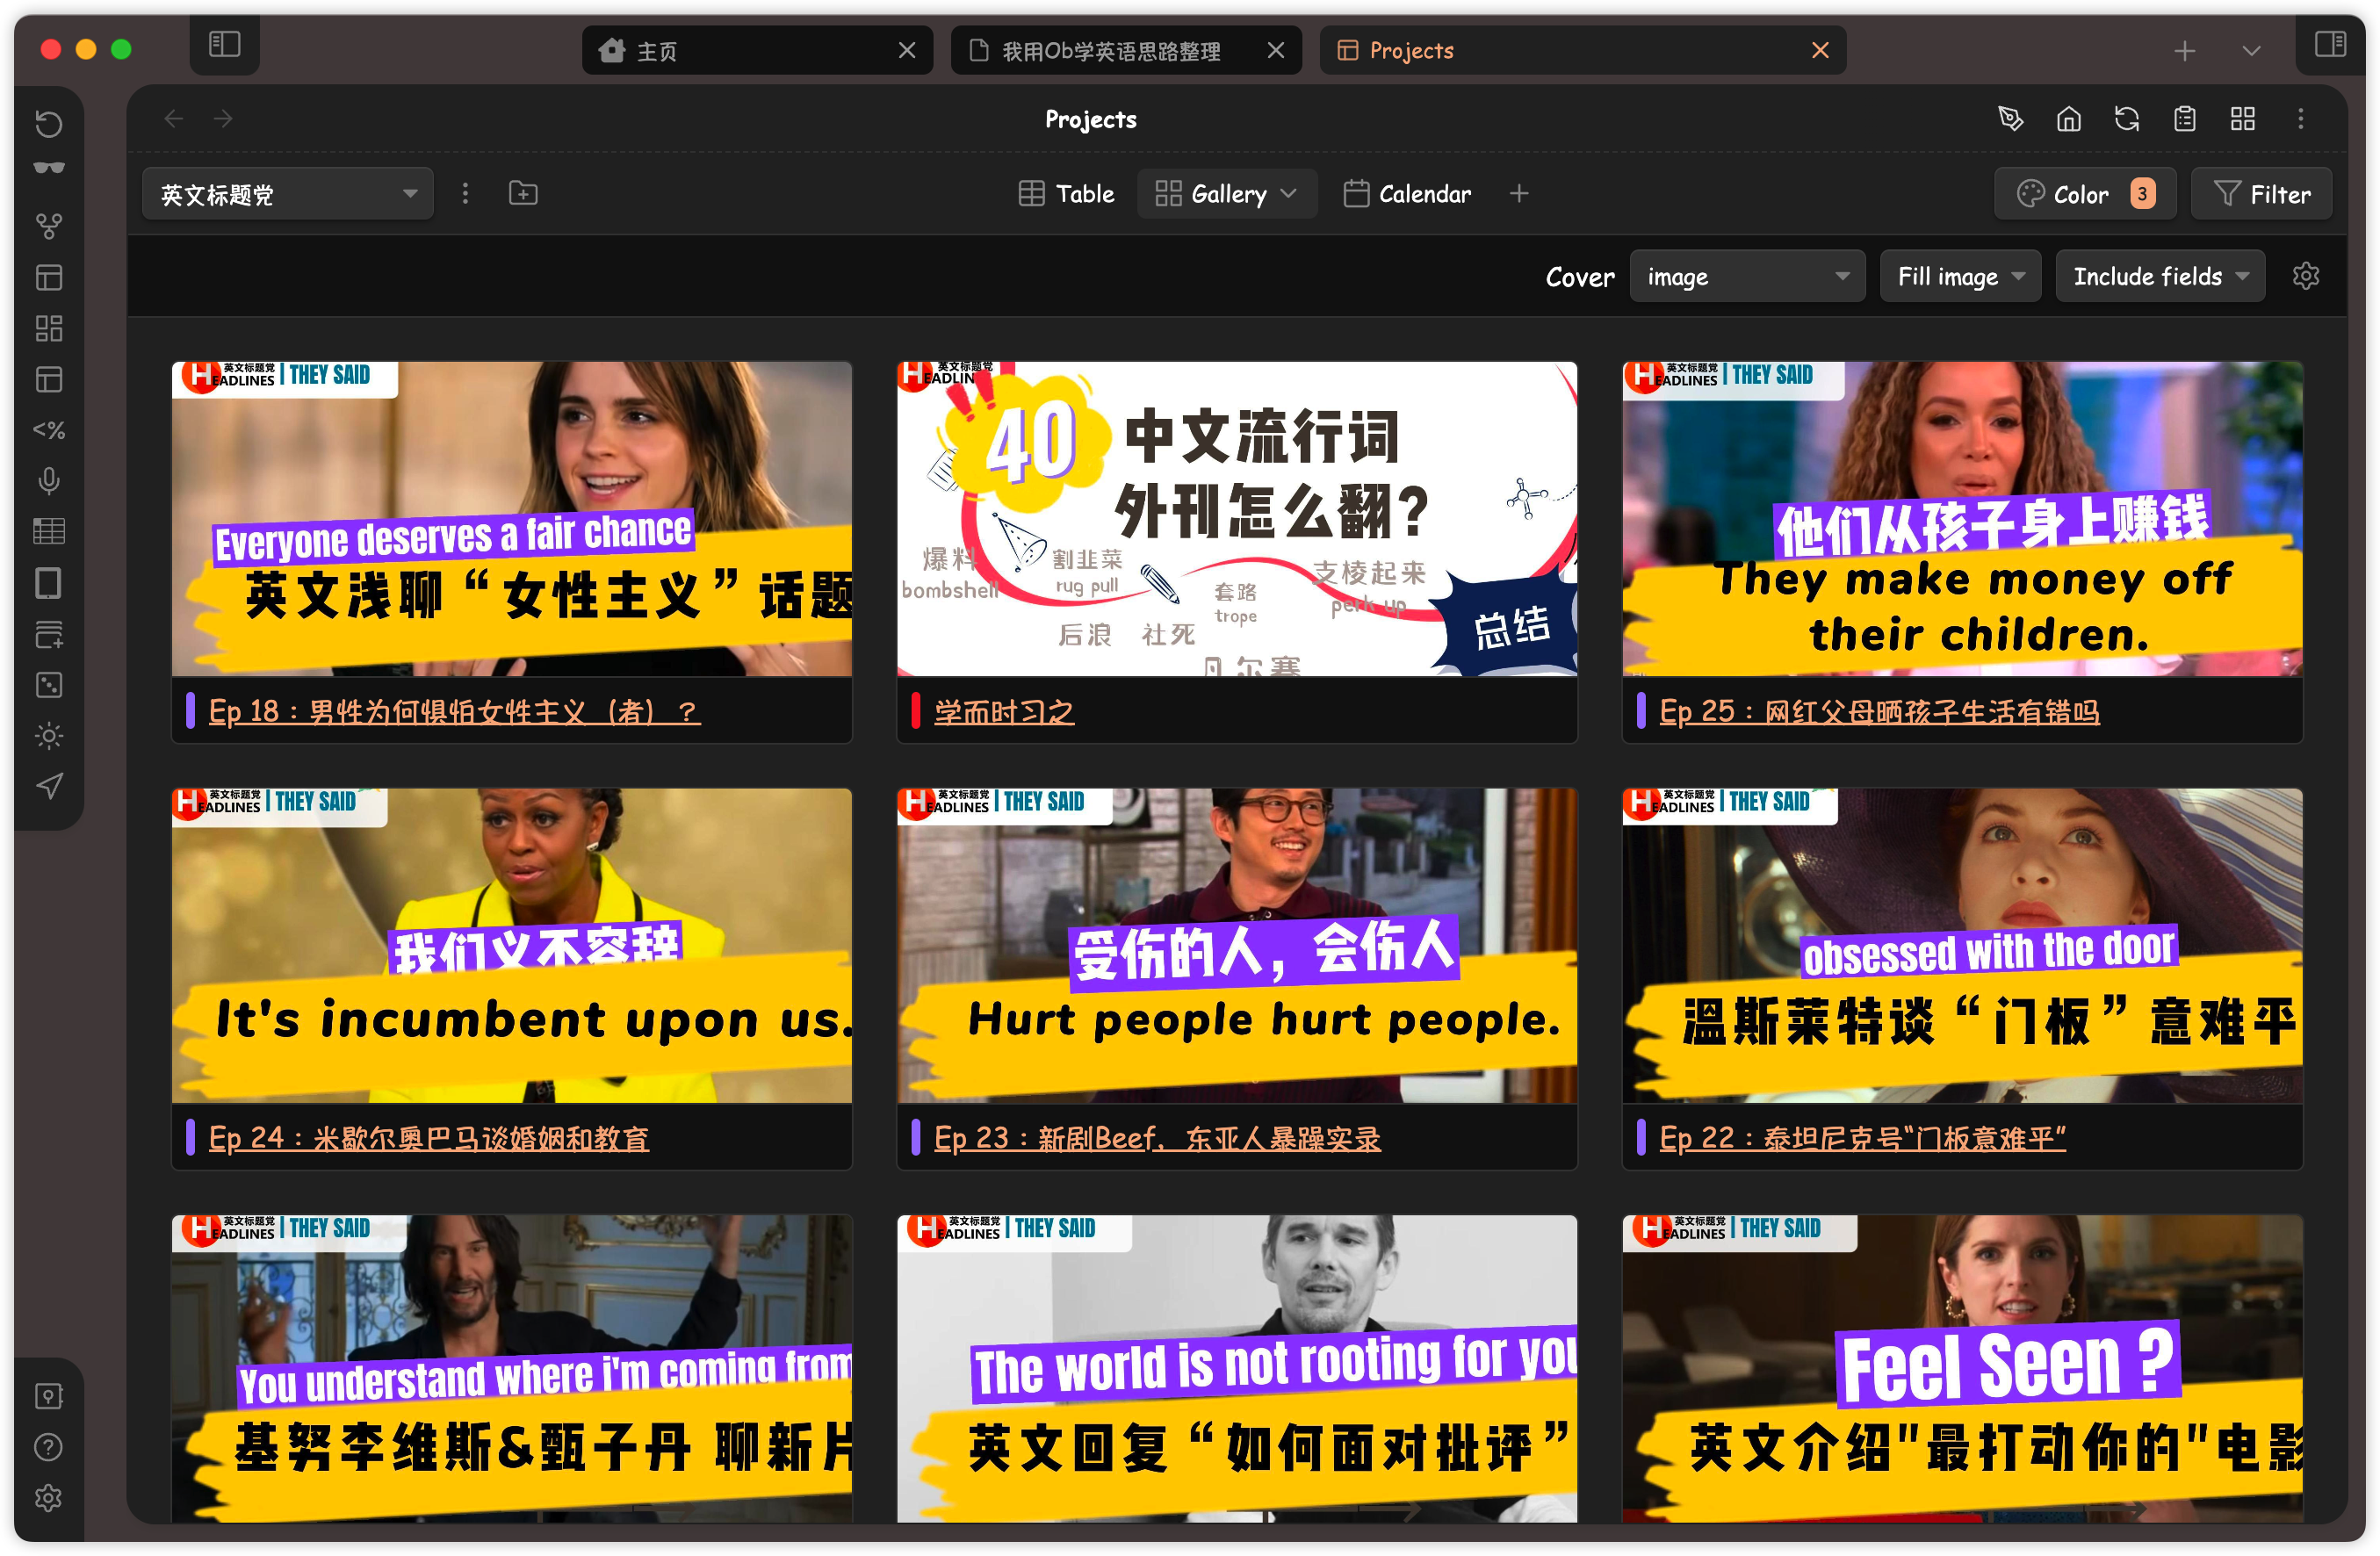 主页
我用Ob学英语思路整理
Projects
Projects
英文标题党
Table
Gallery
Calendar
Color 3
Filter
Cover
image
Fill image
Include fields
<%
英文标题党
HEADLINES | THEY SAID
Everyone deserves a fair chance
英文浅聊“女性主义”话题
Ep 18：男性为何惧怕女性主义（者）？
英文标题党
HEADLINES
40 中文流行词
外刊怎么翻？
爆料
bombshell
割韭菜
rug pull
套路
trope
支棱起来
perk up
后浪 社死
凡尔赛
总结
学而时习之
英文标题党
HEADLINES | THEY SAID
他们从孩子身上赚钱
They make money off
their children.
Ep 25：网红父母晒孩子生活有错吗
英文标题党
HEADLINES | THEY SAID
我们义不容辞
It's incumbent upon us.
Ep 24：米歇尔奥巴马谈婚姻和教育
英文标题党
HEADLINES | THEY SAID
受伤的人，会伤人
Hurt people hurt people.
Ep 23：新剧Beef，东亚人暴躁实录
英文标题党
HEADLINES | THEY SAID
obsessed with the door
温斯莱特谈“门板”意难平
Ep 22：泰坦尼克号“门板意难平”
英文标题党
HEADLINES | THEY SAID
You understand where i'm coming from
基努李维斯&甄子丹 聊新片
英文标题党
HEADLINES | THEY SAID
The world is not rooting for you
英文回复“如何面对批评”
英文标题党
HEADLINES | THEY SAID
Feel Seen ?
英文介绍"最打动你的"电影